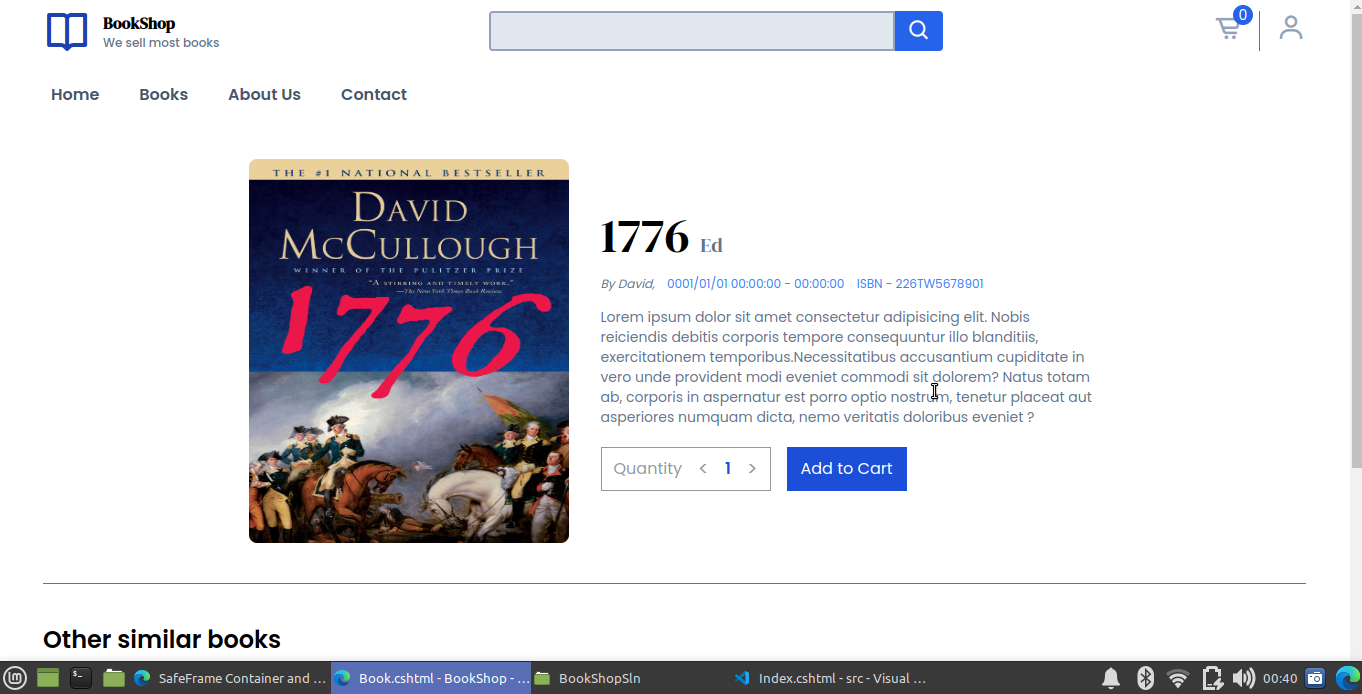 BookShop
We sell most books
0
Home Books About Us Contact
THE #1 NATIONAL BESTSELLER
DAVID
MCCULLOUGH
WINNER OF THE PULITZER PRIZE
"A STIRRING AND TIMELY WORK."
—The New York Times Book Review
1776
1776 Ed
By David, 0001/01/01 00:00:00 - 00:00:00 ISBN - 226TW5678901
Lorem ipsum dolor sit amet consectetur adipisicing elit. Nobis
reiciendis debitis corporis tempore consequuntur illo blanditiis,
exercitationem temporibus.Necessitatibus accusantium cupiditate in
vero unde provident modi eveniet commodi sit dolorem? Natus totam
ab, corporis in aspernatur est porro optio nostrum, tenetur placeat aut
asperiores numquam dicta, nemo veritatis doloribus eveniet ?
Quantity < 1 > Add to Cart
Other similar books
SafeFrame Container and ... Book.cshtml - BookShop - ... BookShopSln Index.cshtml - src - Visual ... 00:40